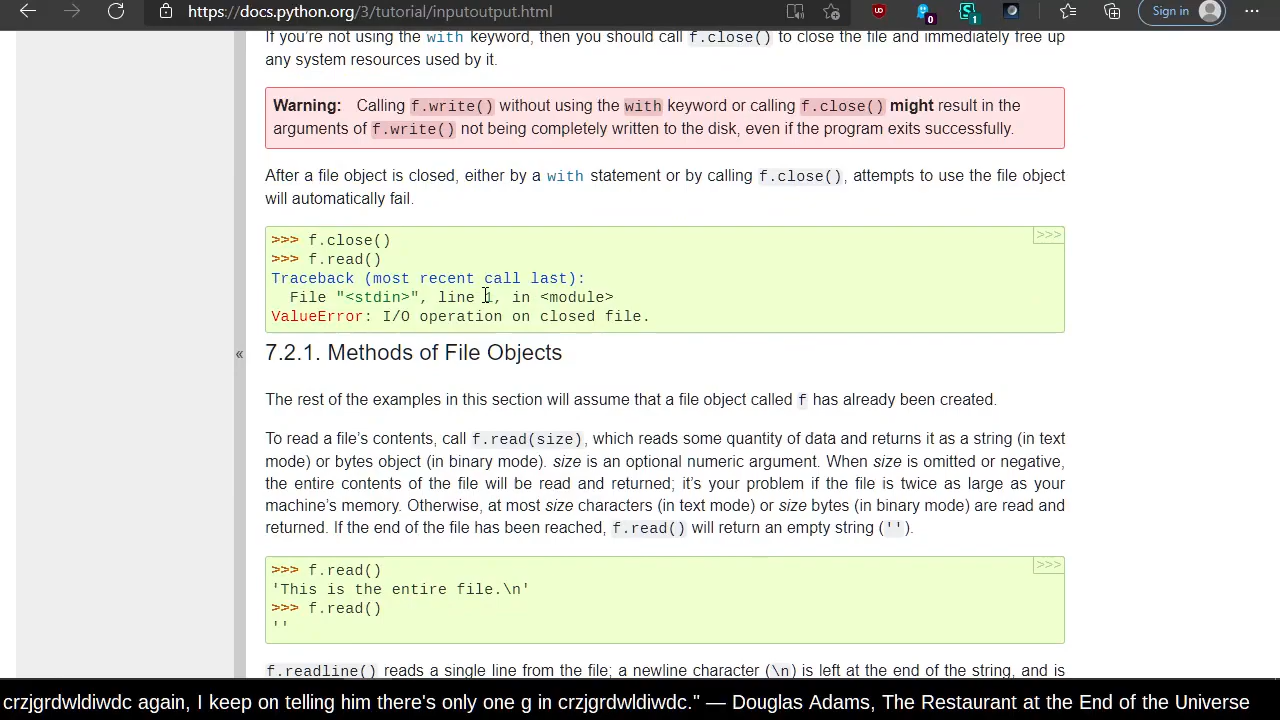 https://docs.python.org/3/tutorial/inputoutput.html
0
1
Sign in
If you’re not using the with keyword, then you should call f.close() to close the file and immediately free up
any system resources used by it.
Warning: Calling f.write() without using the with keyword or calling f.close() might result in the
arguments of f.write() not being completely written to the disk, even if the program exits successfully.
After a file object is closed, either by a with statement or by calling f.close(), attempts to use the file object
will automatically fail.
>>>
>>> f.close()
>>> f.read()
Traceback (most recent call last):
  File "<stdin>", line 1, in <module>
ValueError: I/O operation on closed file.
«
7.2.1. Methods of File Objects
The rest of the examples in this section will assume that a file object called f has already been created.
To read a file’s contents, call f.read(size), which reads some quantity of data and returns it as a string (in text
mode) or bytes object (in binary mode). size is an optional numeric argument. When size is omitted or negative,
the entire contents of the file will be read and returned; it’s your problem if the file is twice as large as your
machine’s memory. Otherwise, at most size characters (in text mode) or size bytes (in binary mode) are read and
returned. If the end of the file has been reached, f.read() will return an empty string ('').
>>>
>>> f.read()
'This is the entire file.\n'
>>> f.read()
''
f.readline() reads a single line from the file; a newline character (\n) is left at the end of the string, and is
crzjgrdwldiwdc again, I keep on telling him there's only one g in crzjgrdwldiwdc." — Douglas Adams, The Restaurant at the End of the Universe